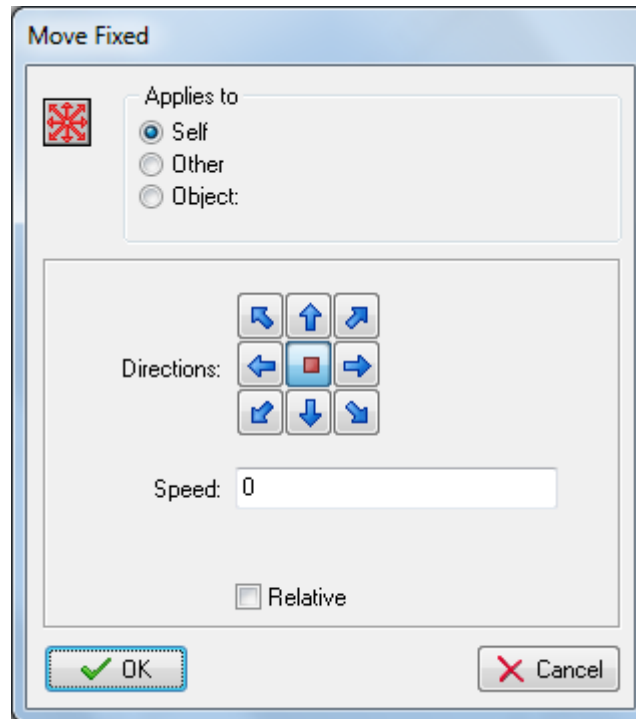 Move Fixed
Applies to
Self
Other
Object:
Directions:
Speed: 0
Relative
OK Cancel